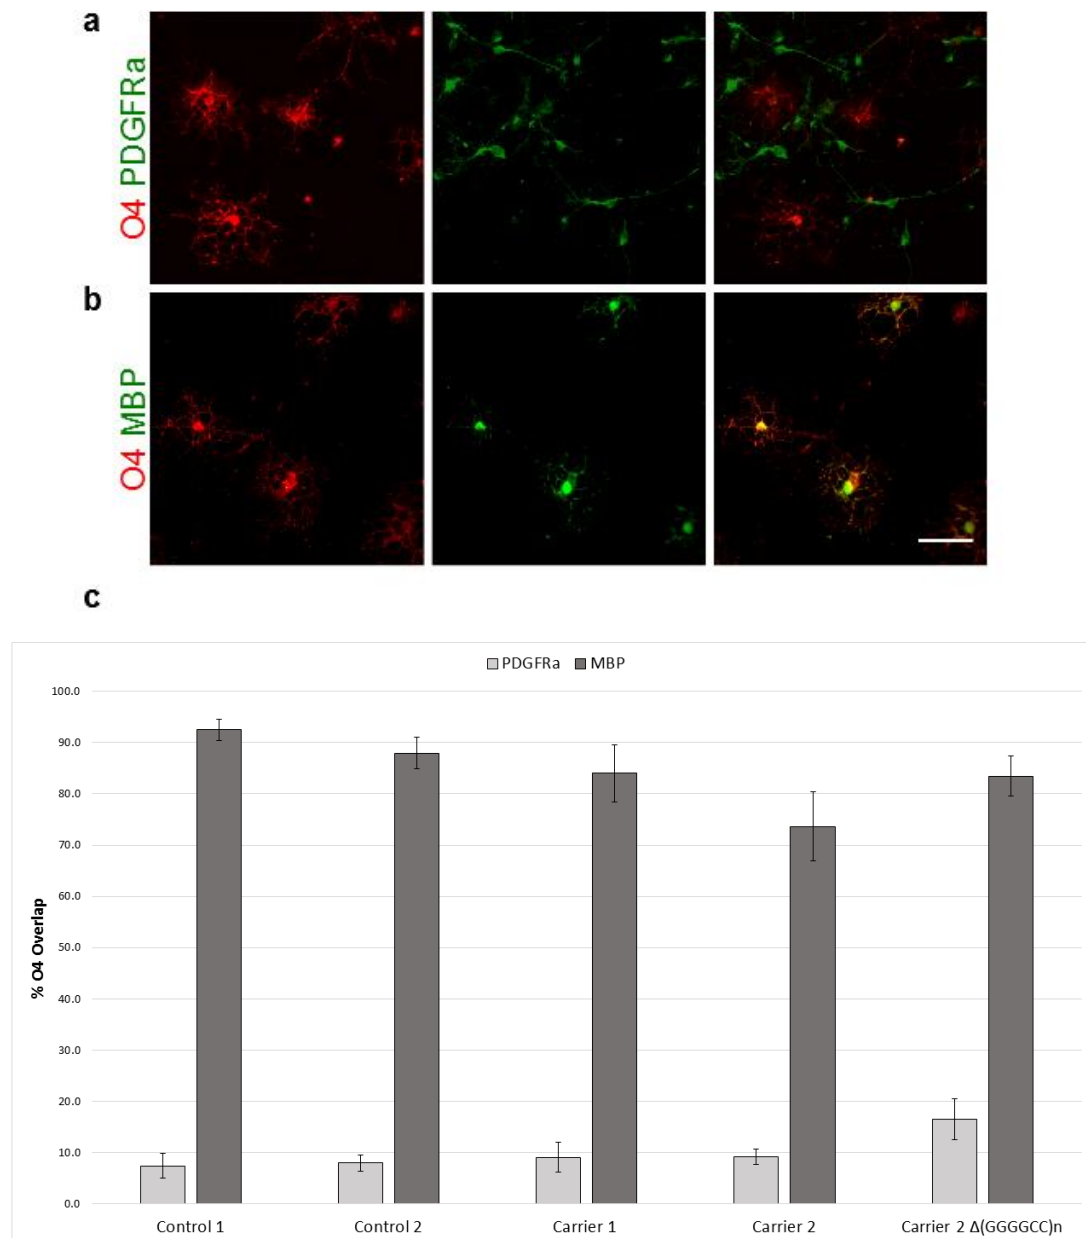 a
O4 PDGFRa
b
O4 MBP
c
PDGFRa MBP
100.0
90.0
80.0
70.0
60.0
50.0
40.0
30.0
20.0
10.0
0.0
% O4 Overlap
Control 1 Control 2 Carrier 1 Carrier 2 Carrier 2 Δ(GGGGCC)n